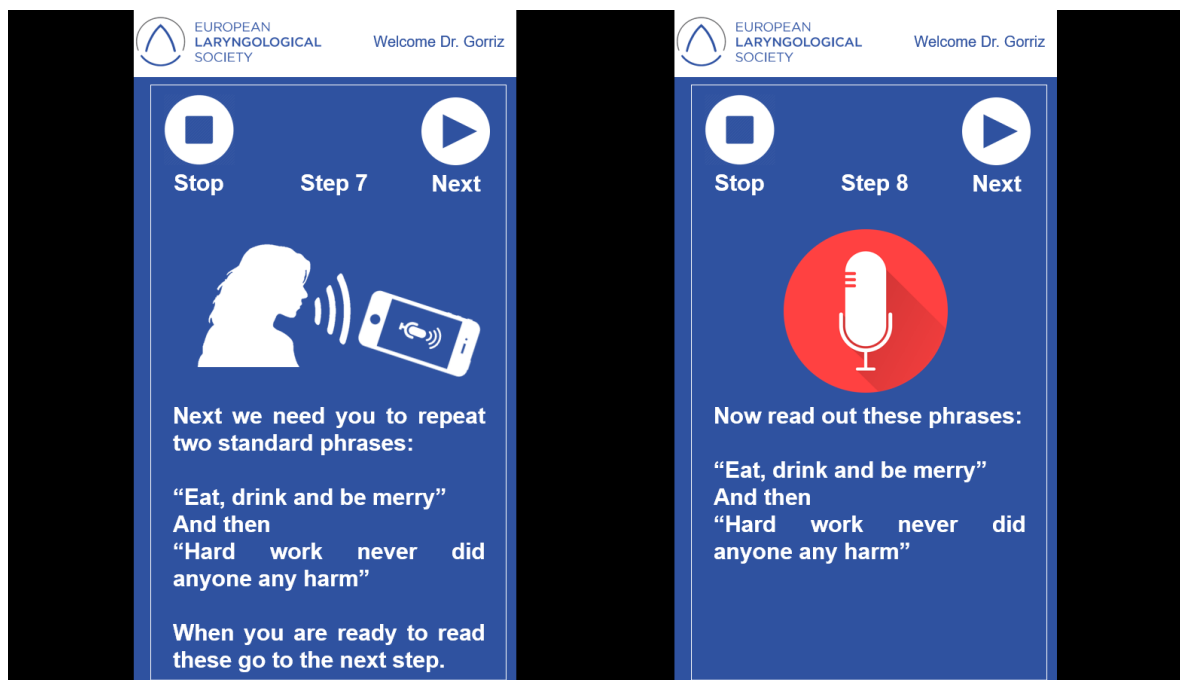 EUROPEAN
LARYNGOLOGICAL
SOCIETY
Welcome Dr. Gorriz
Stop
Step 7
Next
Next we need you to repeat
two standard phrases:
“Eat, drink and be merry”
And then
“Hard work never did
anyone any harm”
When you are ready to read
these go to the next step.
EUROPEAN
LARYNGOLOGICAL
SOCIETY
Welcome Dr. Gorriz
Stop
Step 8
Next
Now read out these phrases:
“Eat, drink and be merry”
And then
“Hard work never did
anyone any harm”